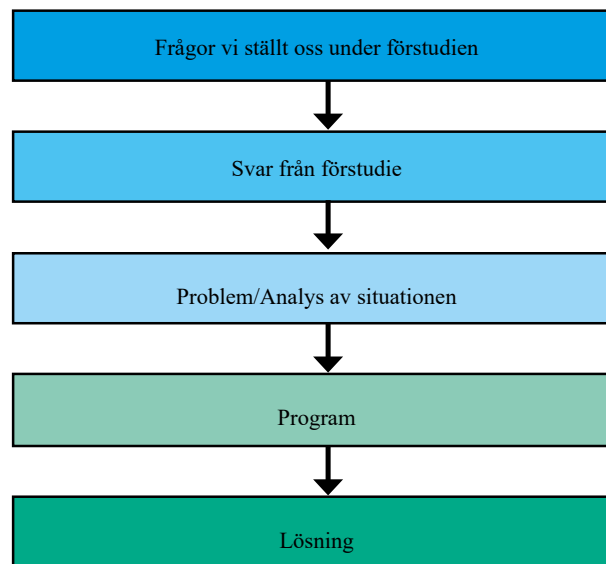 Frågor vi ställt oss under förstudien
Svar från förstudie
Problem/Analys av situationen
Program
Lösning